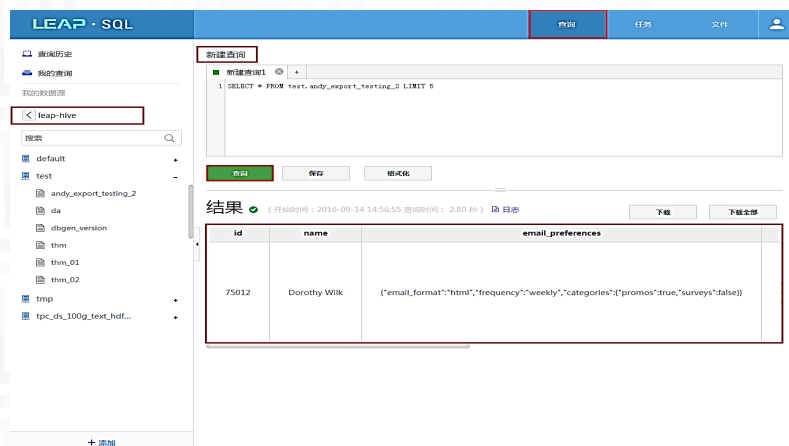 LEAP · SQL
查询
任务
文件
查询历史
我的查询
我的数据源
leap-hive
搜索
default
+
test
-
andy_export_testing_2
da
dbgen_version
thm
thm_01
thm_02
tmp
+
tpc_ds_100g_text_hdf...
+
+ 添加
新建查询
新建查询1
+
1 SELECT * FROM test.andy_export_testing_2 LIMIT 5
查询
保存
格式化
结果 ( 开始时间：2016-09-14 14:56:55 查询时间： 2.80 秒 ) 日志
下载
下载全部
id name email_preferences
75012 Dorothy Wilk {"email_format":"html","frequency":"weekly","categories":{"promos":true,"surveys":false}}